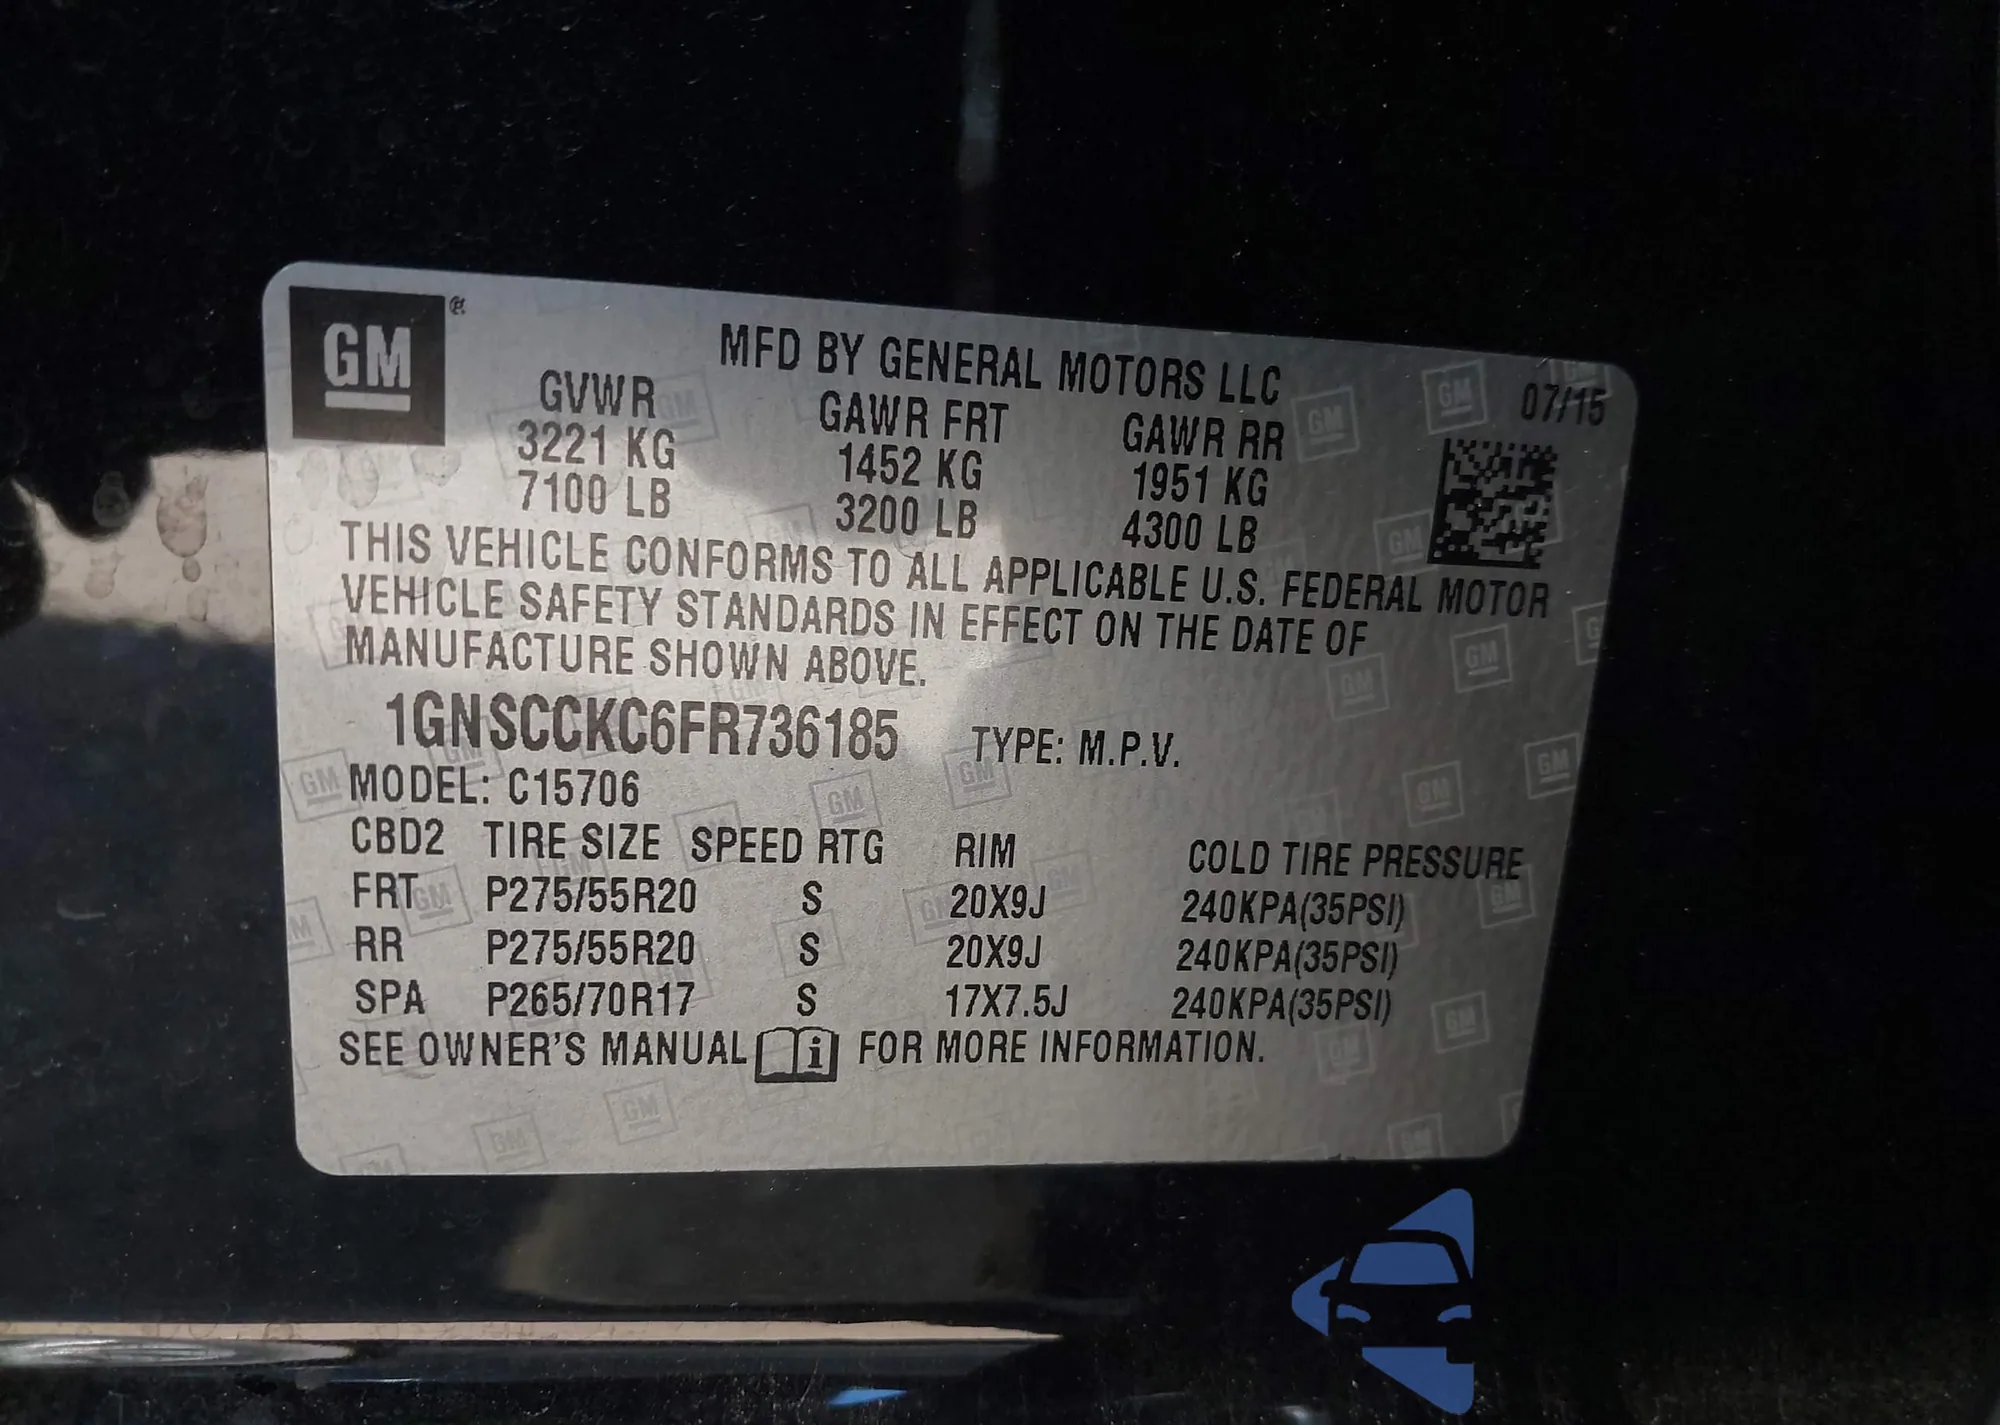 GM ®
MFD BY GENERAL MOTORS LLC 07/15
GVWR GAWR FRT GAWR RR
3221 KG 1452 KG 1951 KG
7100 LB 3200 LB 4300 LB
THIS VEHICLE CONFORMS TO ALL APPLICABLE U.S. FEDERAL MOTOR
VEHICLE SAFETY STANDARDS IN EFFECT ON THE DATE OF
MANUFACTURE SHOWN ABOVE.
1GNSCCKC6FR736185 TYPE: M.P.V.
MODEL: C15706
CBD2 TIRE SIZE SPEED RTG RIM COLD TIRE PRESSURE
FRT P275/55R20 S 20X9J 240KPA(35PSI)
RR P275/55R20 S 20X9J 240KPA(35PSI)
SPA P265/70R17 S 17X7.5J 240KPA(35PSI)
SEE OWNER'S MANUAL i FOR MORE INFORMATION.